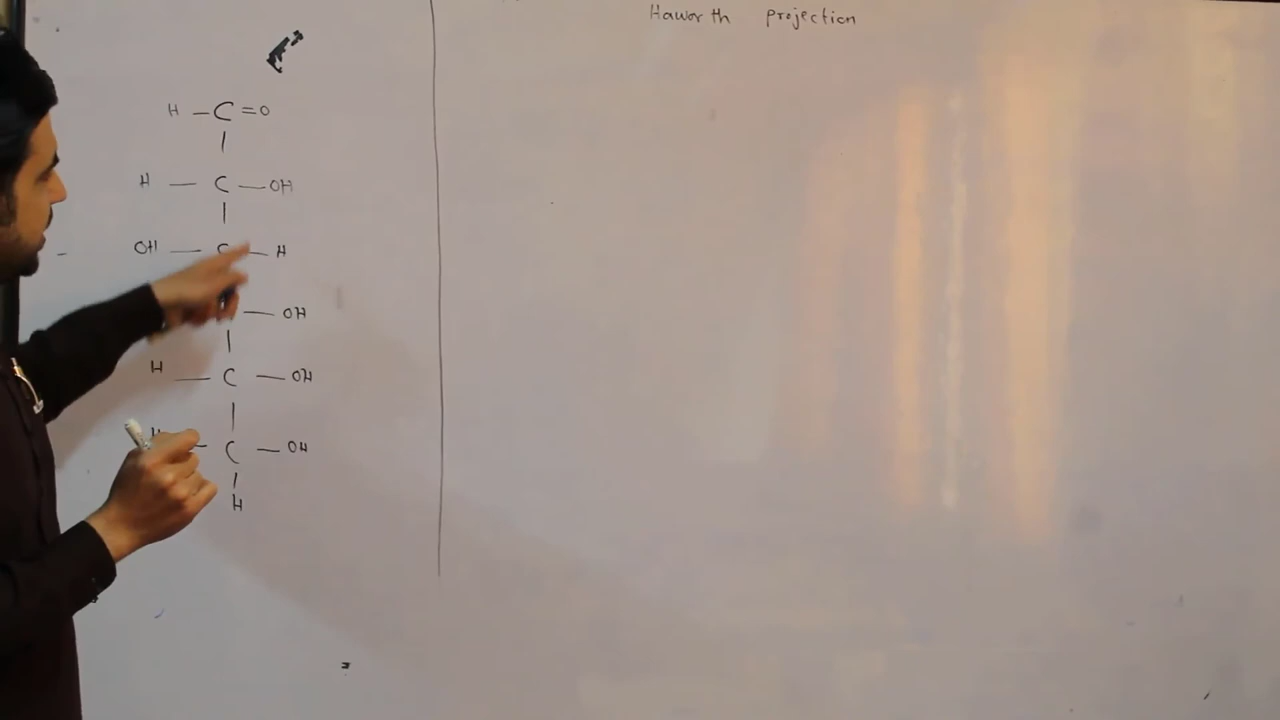 Haworth projection
H - C = O
|
H - C - OH
|
OH - C - H
- OH
|
H - C - OH
|
- C - OH
|
H